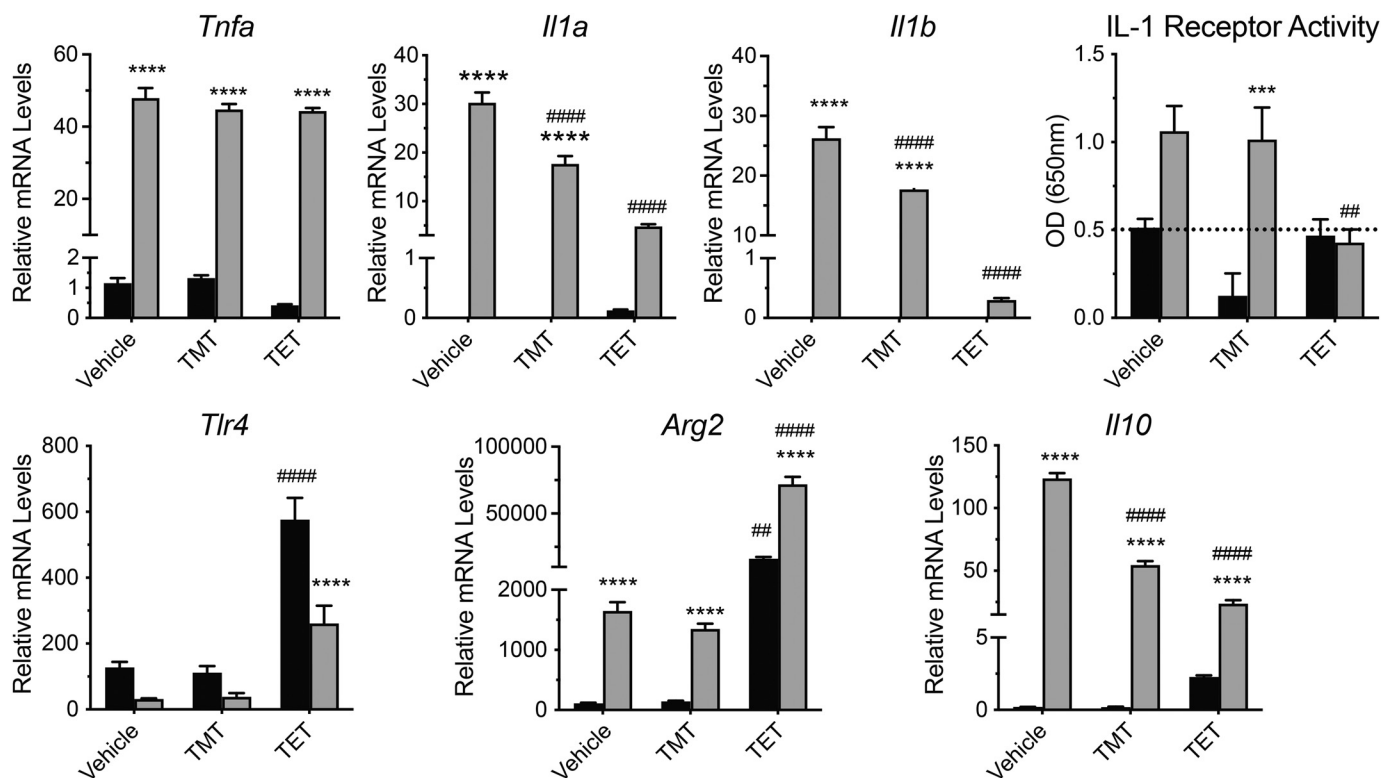 Tnfa
Relative mRNA Levels
60
40
20
2
1
0
****
****
****
Vehicle
TMT
TET
Il1a
Relative mRNA Levels
40
30
20
10
1
0
****
####
****
####
Vehicle
TMT
TET
Il1b
Relative mRNA Levels
40
30
20
10
1
0
****
####
****
####
Vehicle
TMT
TET
IL-1 Receptor Activity
OD (650nm)
1.5
1.0
0.5
0.0
***
##
Vehicle
TMT
TET
Tlr4
Relative mRNA Levels
800
600
400
200
0
####
****
Vehicle
TMT
TET
Arg2
Relative mRNA Levels
100000
50000
2000
1000
0
****
****
##
####
****
Vehicle
TMT
TET
Il10
Relative mRNA Levels
150
100
50
5
0
****
####
****
####
****
Vehicle
TMT
TET